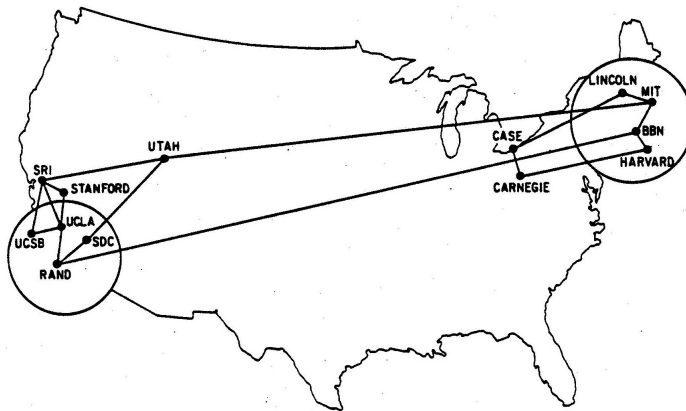 LINCOLN
MIT
CASE
BBN
UTAH
HARVARD
SRI
CARNEGIE
STANFORD
UCLA
UCSB
SDC
RAND